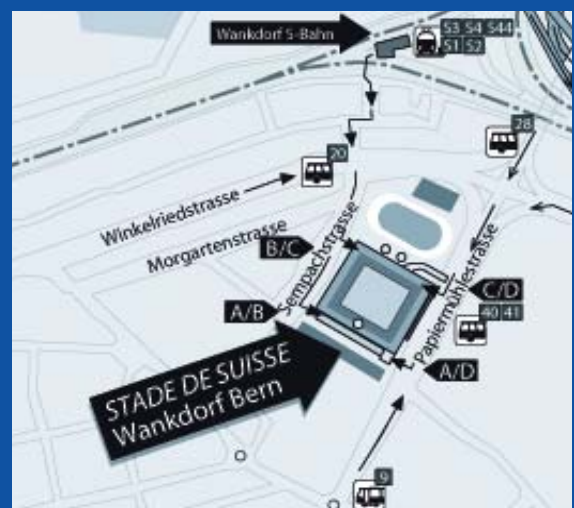 Wankdorf S-Bahn
S3 S4 S44
S1 S2
28
20
Winkelriedstrasse
Morgartenstrasse
Sempachstrasse
B/C
Papiermühlestrasse
C/D
A/B
40 41
A/D
STADE DE SUISSE
Wankdorf Bern
9